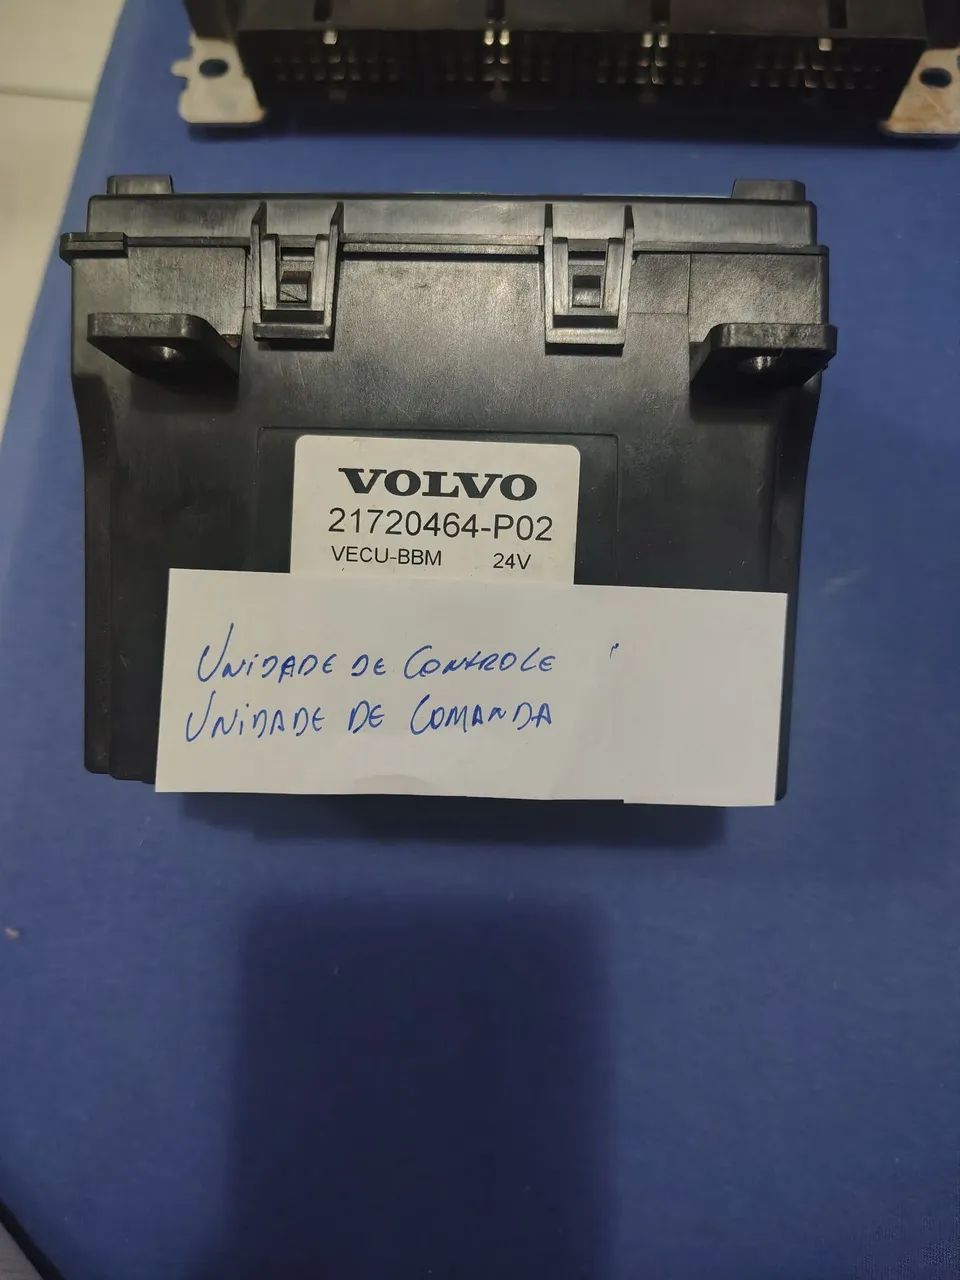 VOLVO
21720464-P02
VECU-BBM 24V
UNIDADE DE CONTROLE
UNIDADE DE COMANDA